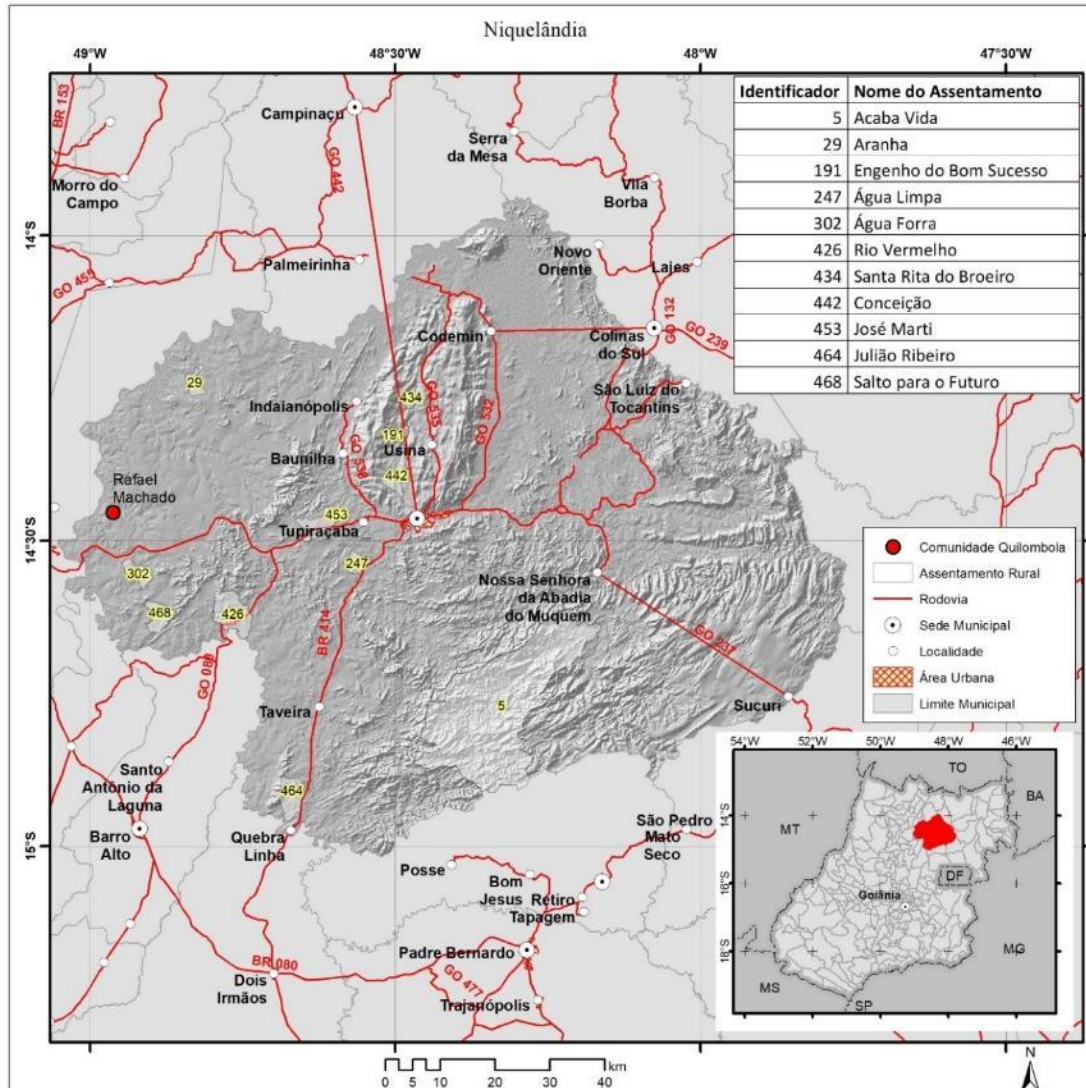 Niquelândia
49°W
48°30'W
48°W
47°30'W
14°S
14°30'S
15°S
Identificador Nome do Assentamento
5 Acaba Vida
29 Aranha
191 Engenho do Bom Sucesso
247 Água Limpa
302 Água Forra
426 Rio Vermelho
434 Santa Rita do Broeiro
442 Conceição
453 José Marti
464 Julião Ribeiro
468 Salto para o Futuro
BR 153
Campinaçu
Serra
da Mesa
GO 442
Morro do
Campo
Vila
Borba
Palmeirinha
Novo
Oriente
Lajes
GO 455
Codemin
Colinas
do Sul
GO 132
GO 239
29
434
GO 535
GO 532
São Luiz do
Tocantins
Indaianópolis
191
Usina
Baunilha
GO 538
442
Rafael
Machado
453
Tupiraçaba
247
302
Nossa Senhora
da Abadia
do Muquem
468
426
BR 414
GO 237
GO 080
Taveira
5
Sucuri
Santo
Antônio da
Laguna
464
Barro
Alto
Quebra
Linha
São Pedro
Mato
Seco
Posse
Bom
Jesus
Retiro
Tapagem
Padre Bernardo
BR 080
GO 477
Dois
Irmãos
Trajanópolis
Comunidade Quilombola
Assentamento Rural
Rodovia
Sede Municipal
Localidade
Área Urbana
Limite Municipal
54°W
52°W
50°W
48°W
46°W
TO
BA
MT
DF
Goiânia
MG
MS
SP
14°S
16°S
18°S
0 5 10 20 30 40
km
N